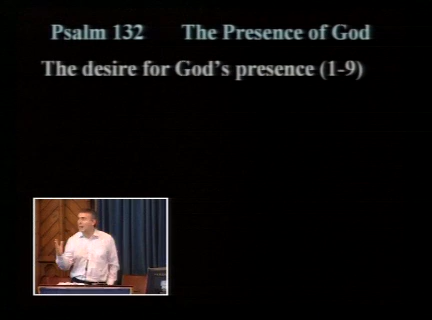 Psalm 132 The Presence of God
The desire for God's presence (1-9)